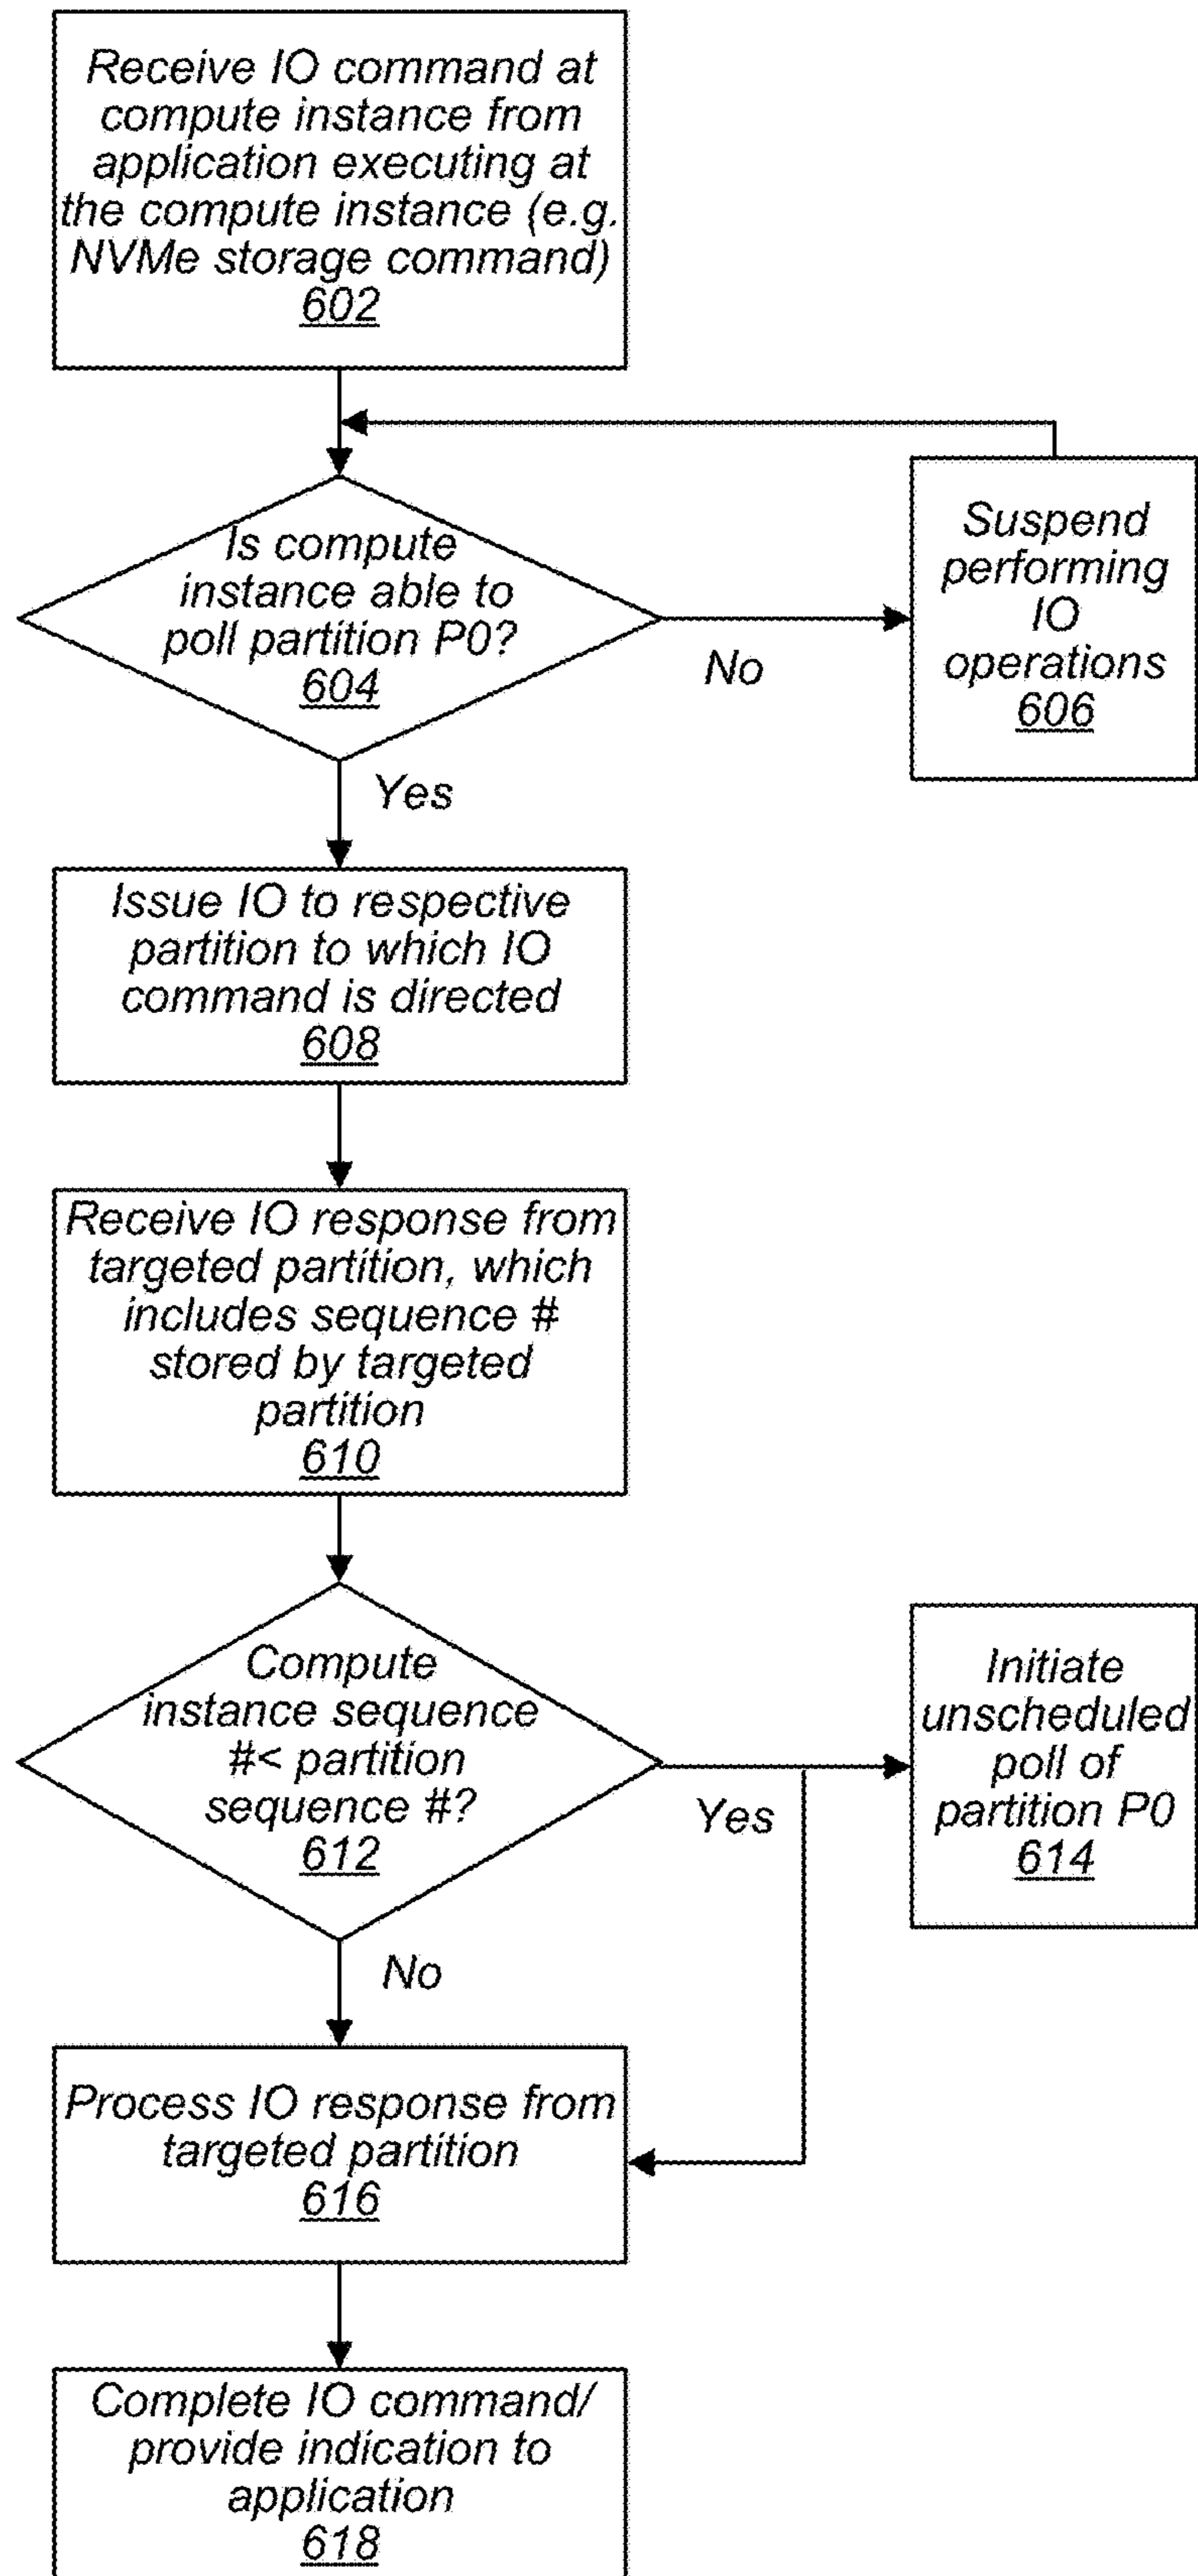 Receive IO command at
compute instance from
application executing at
the compute instance (e.g.
NVMe storage command)
602
Is compute
instance able to
poll partition P0?
604
No
Suspend
performing
IO
operations
606
Yes
Issue IO to respective
partition to which IO
command is directed
608
Receive IO response from
targeted partition, which
includes sequence #
stored by targeted
partition
610
Compute
instance sequence
#< partition
sequence #?
612
Yes
Initiate
unscheduled
poll of
partition P0
614
No
Process IO response from
targeted partition
616
Complete IO command/
provide indication to
application
618